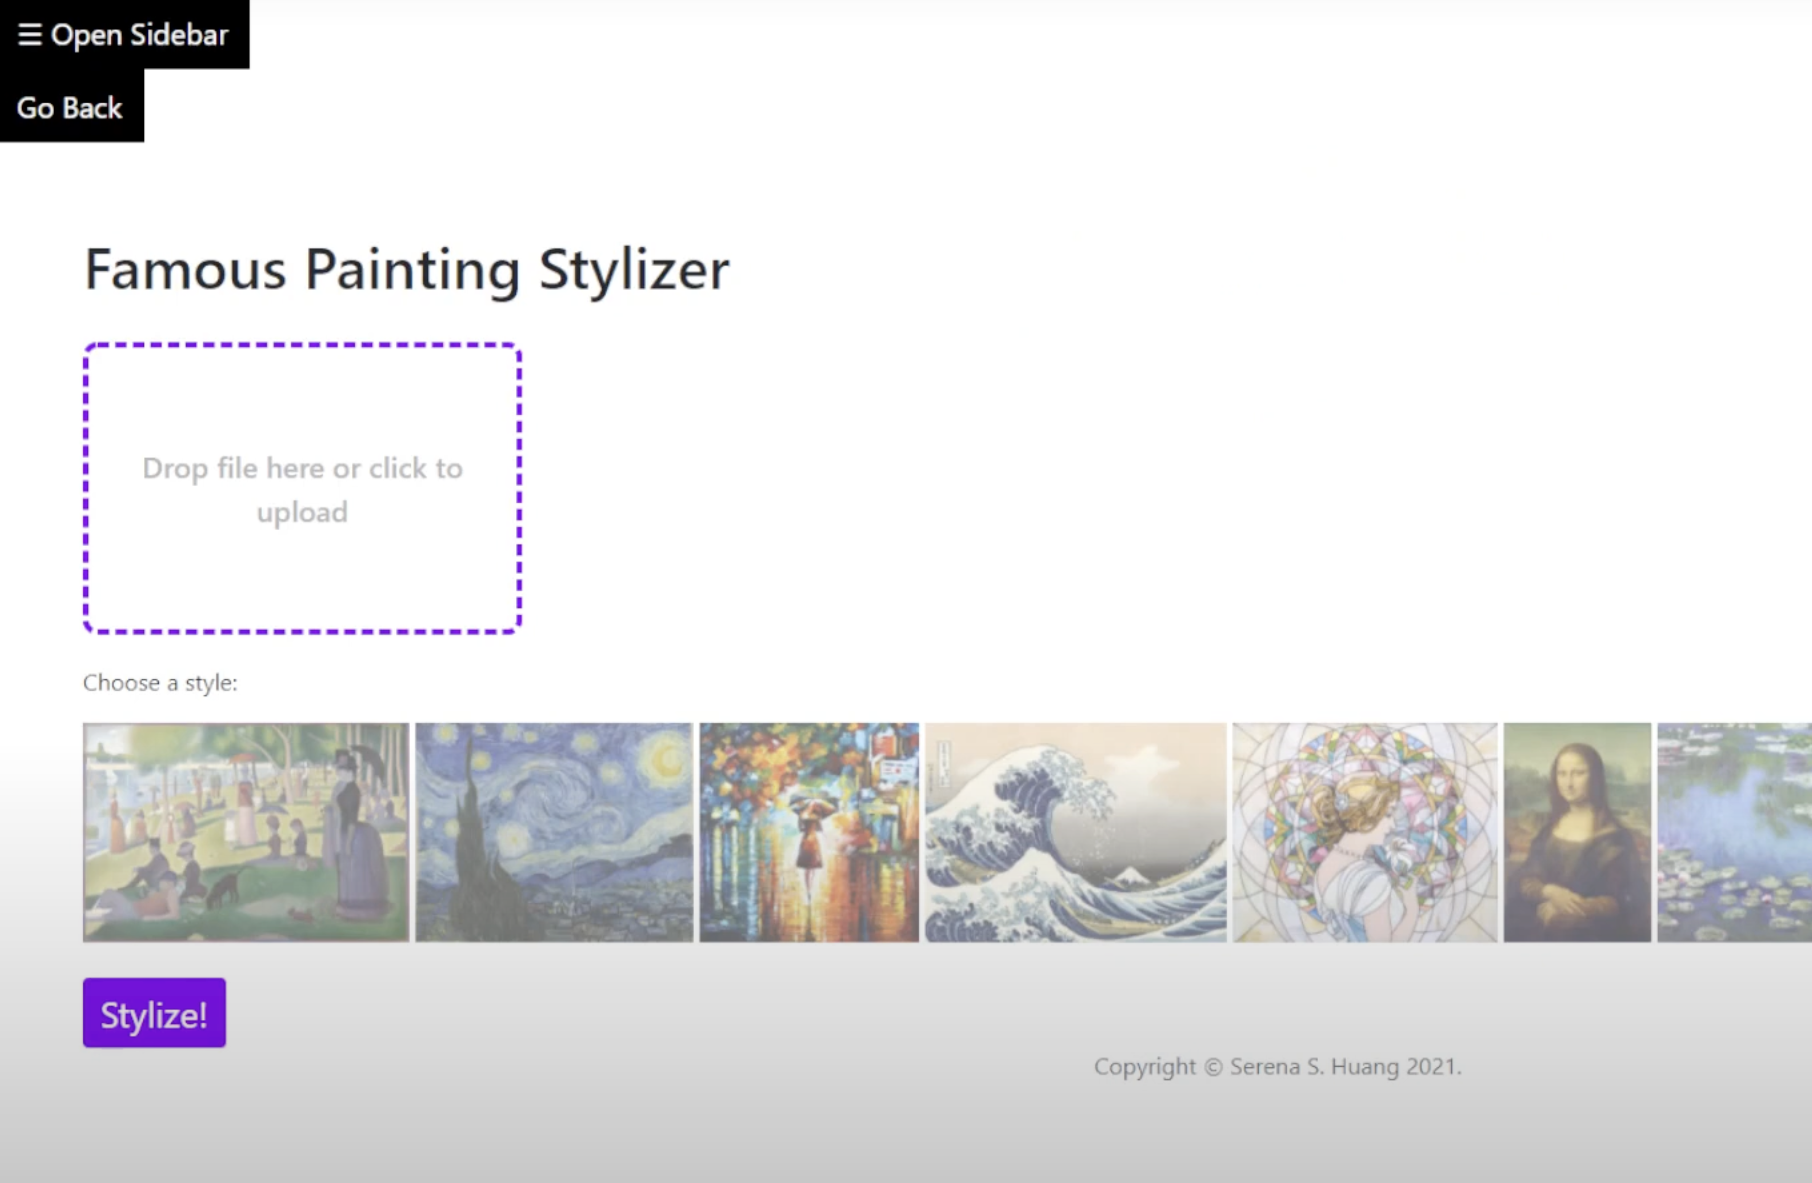 ☰ Open Sidebar
Go Back
Famous Painting Stylizer
Drop file here or click to
upload
Choose a style:
Stylize!
Copyright © Serena S. Huang 2021.